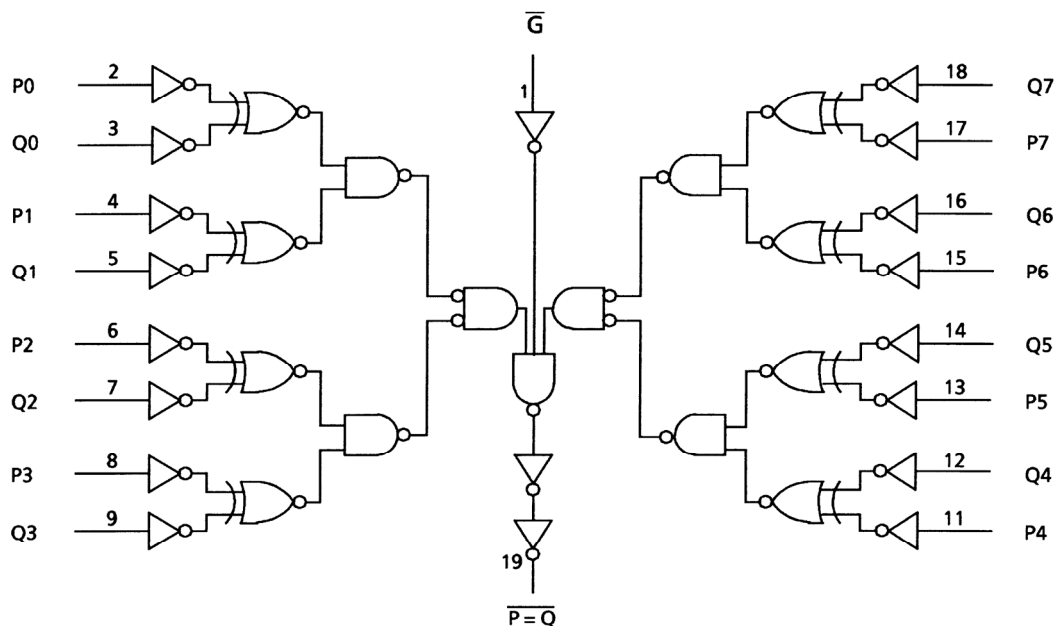 G̅
P0 2 18 Q7
1
Q0 3 17 P7
P1 4 16 Q6
Q1 5 15 P6
P2 6 14 Q5
Q2 7 13 P5
P3 8 12 Q4
Q3 9 11 P4
19
P̅ ̅=̅ ̅Q̅